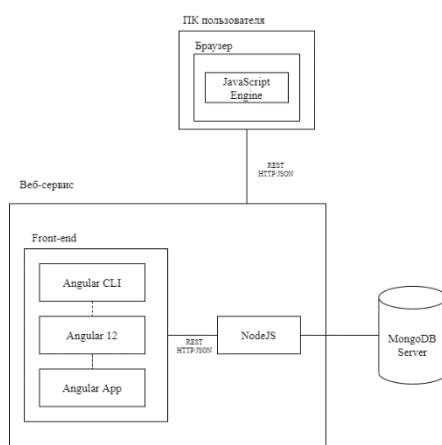 ПК пользователя
Браузер
JavaScript
Engine
REST
HTTP/JSON
Веб-сервис
Front-end
Angular CLI
Angular 12
Angular App
REST
HTTP/JSON
NodeJS
MongoDB
Server